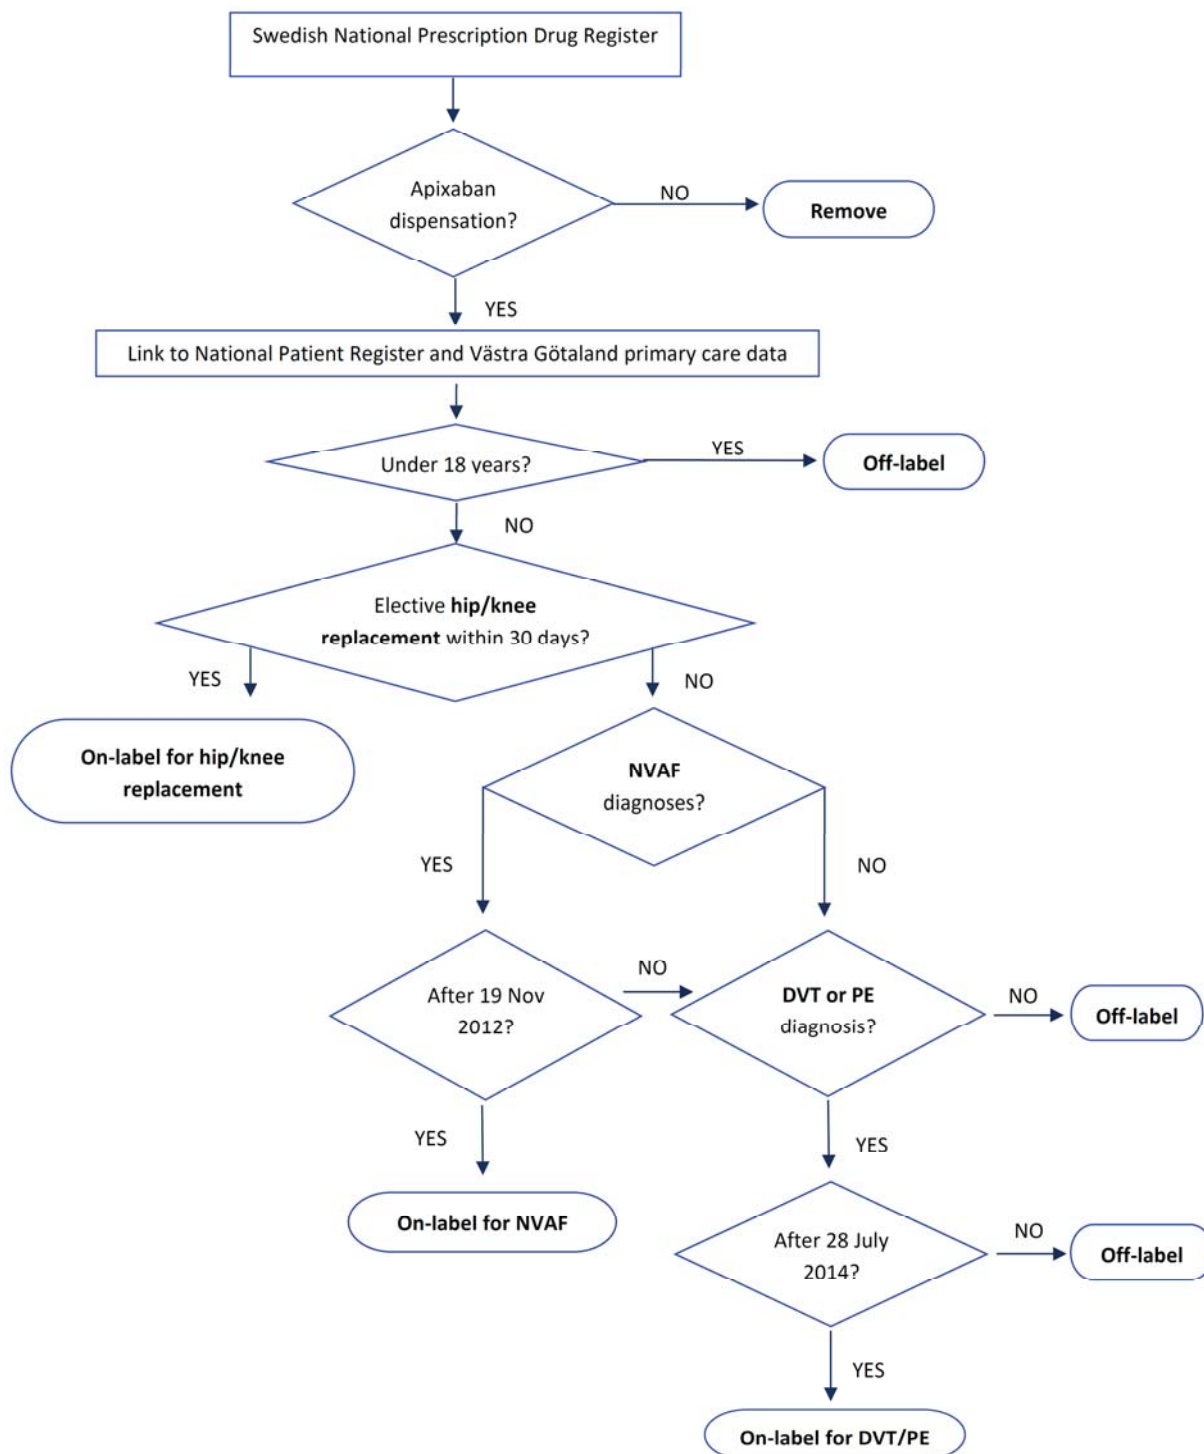 Swedish National Prescription Drug Register
Apixaban
dispensation?
NO
Remove
YES
Link to National Patient Register and Västra Götaland primary care data
Under 18 years?
YES
Off-label
NO
Elective hip/knee
replacement within 30 days?
YES
NO
On-label for hip/knee
replacement
NVAF
diagnoses?
YES
NO
After 19 Nov
2012?
NO
DVT or PE
diagnosis?
NO
Off-label
YES
YES
On-label for NVAF
After 28 July
2014?
NO
Off-label
YES
On-label for DVT/PE